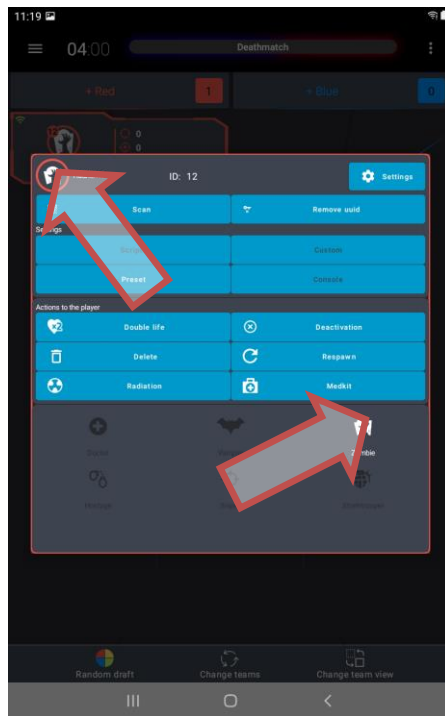 11:19
04:00
Deathmatch
+ Red
1
+ Blue
0
12
0
0
ID: 12
Settings
Scan
Remove uuid
Settings
Custom
Preset
Console
Actions to the player
x2
Double life
Deactivation
Delete
Respawn
Radiation
Medkit
Zombie
Random draft
Change teams
Change team view